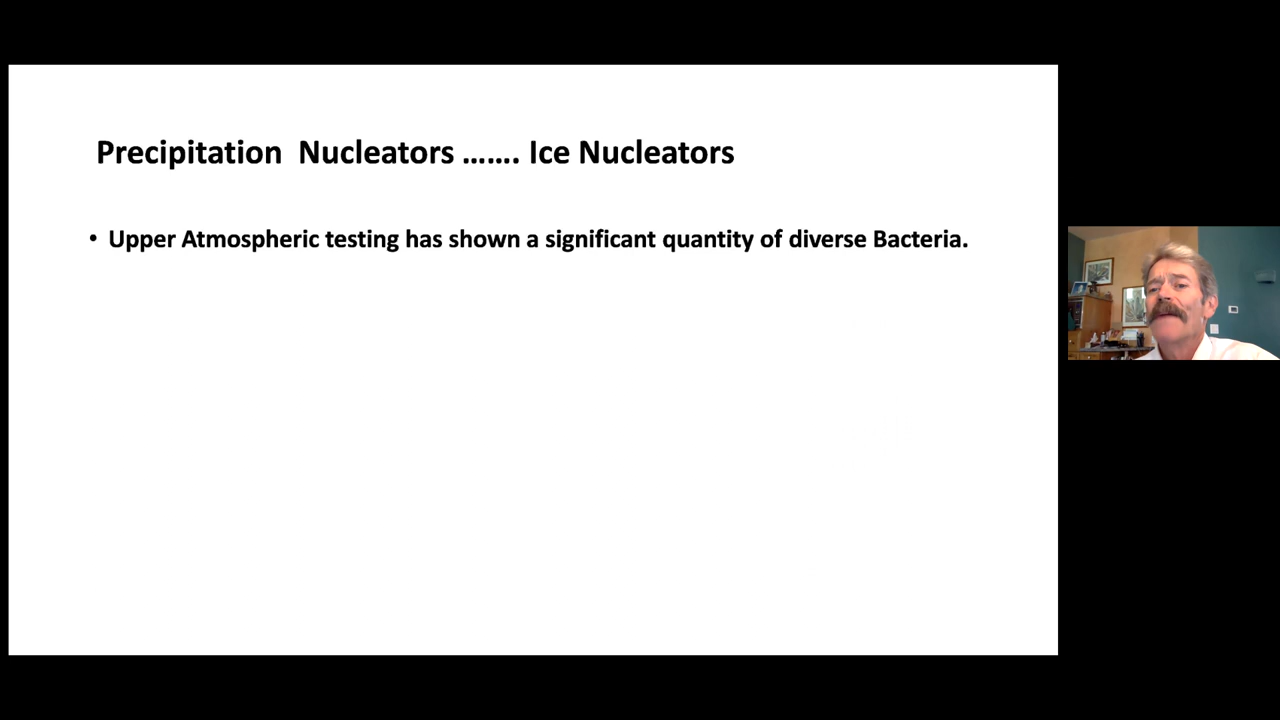 Precipitation  Nucleators ……. Ice Nucleators
• Upper Atmospheric testing has shown a significant quantity of diverse Bacteria.